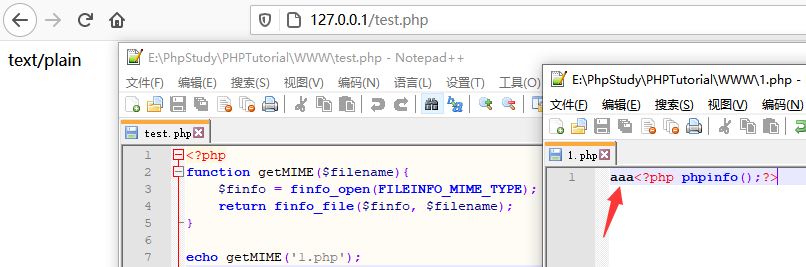 127.0.0.1/test.php
text/plain
E:\PhpStudy\PHPTutorial\WWW\test.php - Notepad++
文件(F) 编辑(E) 搜索(S) 视图(V) 编码(N) 语言(L) 设置(T) 工具(O)
test.php
1 <?php
2 function getMIME($filename){
3 $finfo = finfo_open(FILEINFO_MIME_TYPE);
4 return finfo_file($finfo, $filename);
5 }
6
7 echo getMIME('1.php');
E:\PhpStudy\PHPTutorial\WWW\1.php -
文件(F) 编辑(E) 搜索(S) 视图(V) 编码(N)
1.php
1 aaa<?php phpinfo();?>